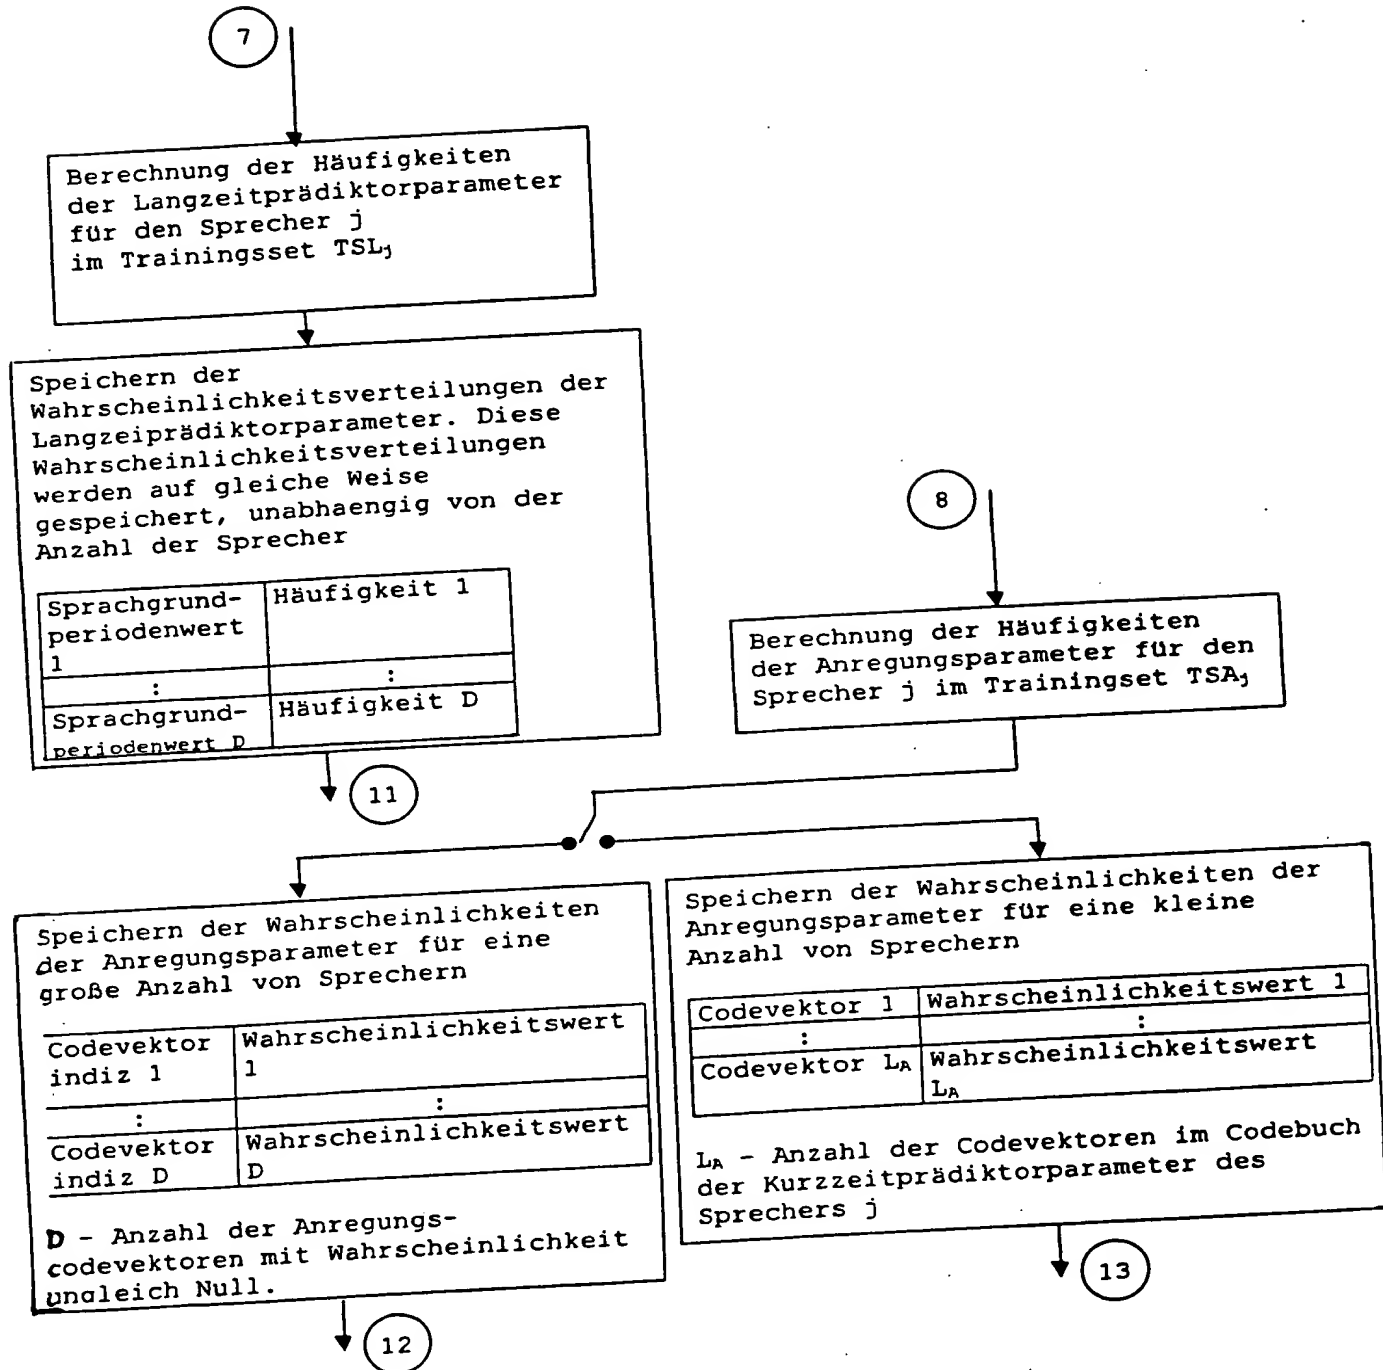 7
Berechnung der Häufigkeiten
der Langzeitprädiktorparameter
für den Sprecher j
im Trainingsset TSLj
Speichern der
Wahrscheinlichkeitsverteilungen der
Langzeiprädiktorparameter. Diese
Wahrscheinlichkeitsverteilungen
werden auf gleiche Weise
gespeichert, unabhaengig von der
Anzahl der Sprecher
Sprachgrund- Häufigkeit 1
periodenwert
1
: :
Sprachgrund- Häufigkeit D
periodenwert D
11
8
Berechnung der Häufigkeiten
der Anregungsparameter für den
Sprecher j im Trainingset TSAj
Speichern der Wahrscheinlichkeiten
der Anregungsparameter für eine
große Anzahl von Sprechern
Codevektor Wahrscheinlichkeitswert
indiz 1 1
: :
Codevektor Wahrscheinlichkeitswert
indiz D D
D - Anzahl der Anregungs-
codevektoren mit Wahrscheinlichkeit
ungleich Null.
12
Speichern der Wahrscheinlichkeiten der
Anregungsparameter für eine kleine
Anzahl von Sprechern
Codevektor 1 Wahrscheinlichkeitswert 1
: :
Codevektor LA Wahrscheinlichkeitswert
LA
LA - Anzahl der Codevektoren im Codebuch
der Kurzzeitprädiktorparameter des
Sprechers j
13